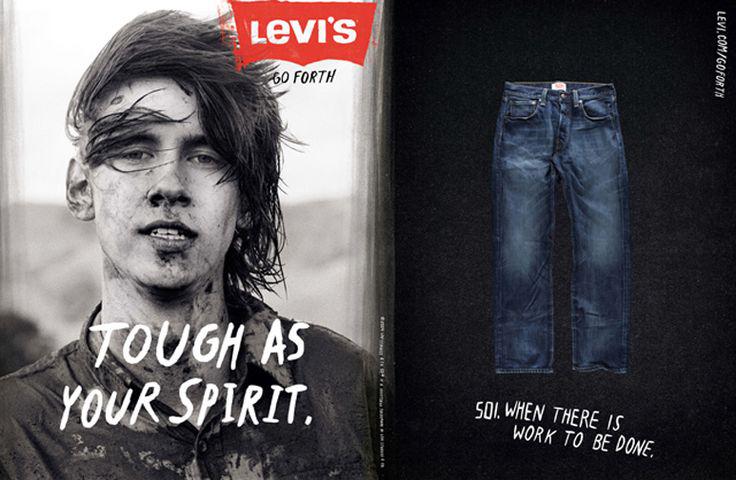 LEVI'S
GO FORTH
TOUGH AS
YOUR SPIRIT.
LEVI.COM/GOFORTH
501. WHEN THERE IS
WORK TO BE DONE.